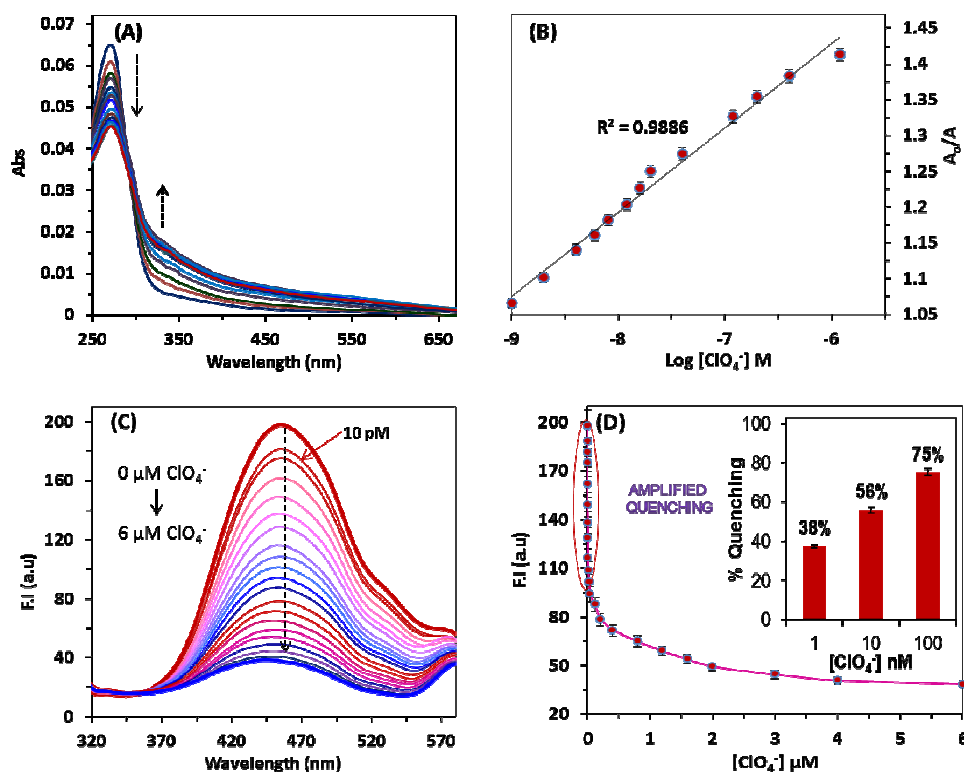 (A)
0.07
0.06
0.05
0.04
0.03
0.02
0.01
0
Abs
250 350 450 550 650
Wavelength (nm)
(B)
R² = 0.9886
1.45
1.4
1.35
1.3
1.25
1.2
1.15
1.1
1.05
A₀/A
-9 -8 -7 -6
Log [ClO₄⁻] M
(C)
200
160
120
80
40
0
F.I (a.u)
10 pM
0 µM ClO₄⁻
6 µM ClO₄⁻
320 370 420 470 520 570
Wavelength (nm)
(D)
200
170
140
110
80
50
20
F.I (a.u)
AMPLIFIED
QUENCHING
0 1 2 3 4 5 6
[ClO₄⁻] µM
100
80
60
40
20
0
% Quenching
38%
56%
75%
1 10 100
[ClO₄⁻] nM